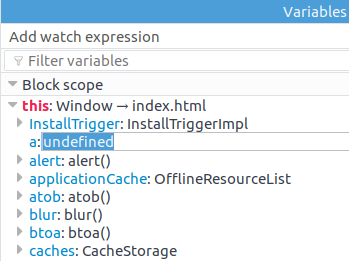 Variables
Add watch expression
Filter variables
Block scope
this: Window → index.html
InstallTrigger: InstallTriggerImpl
a: undefined
alert: alert()
applicationCache: OfflineResourceList
atob: atob()
blur: blur()
btoa: btoa()
caches: CacheStorage